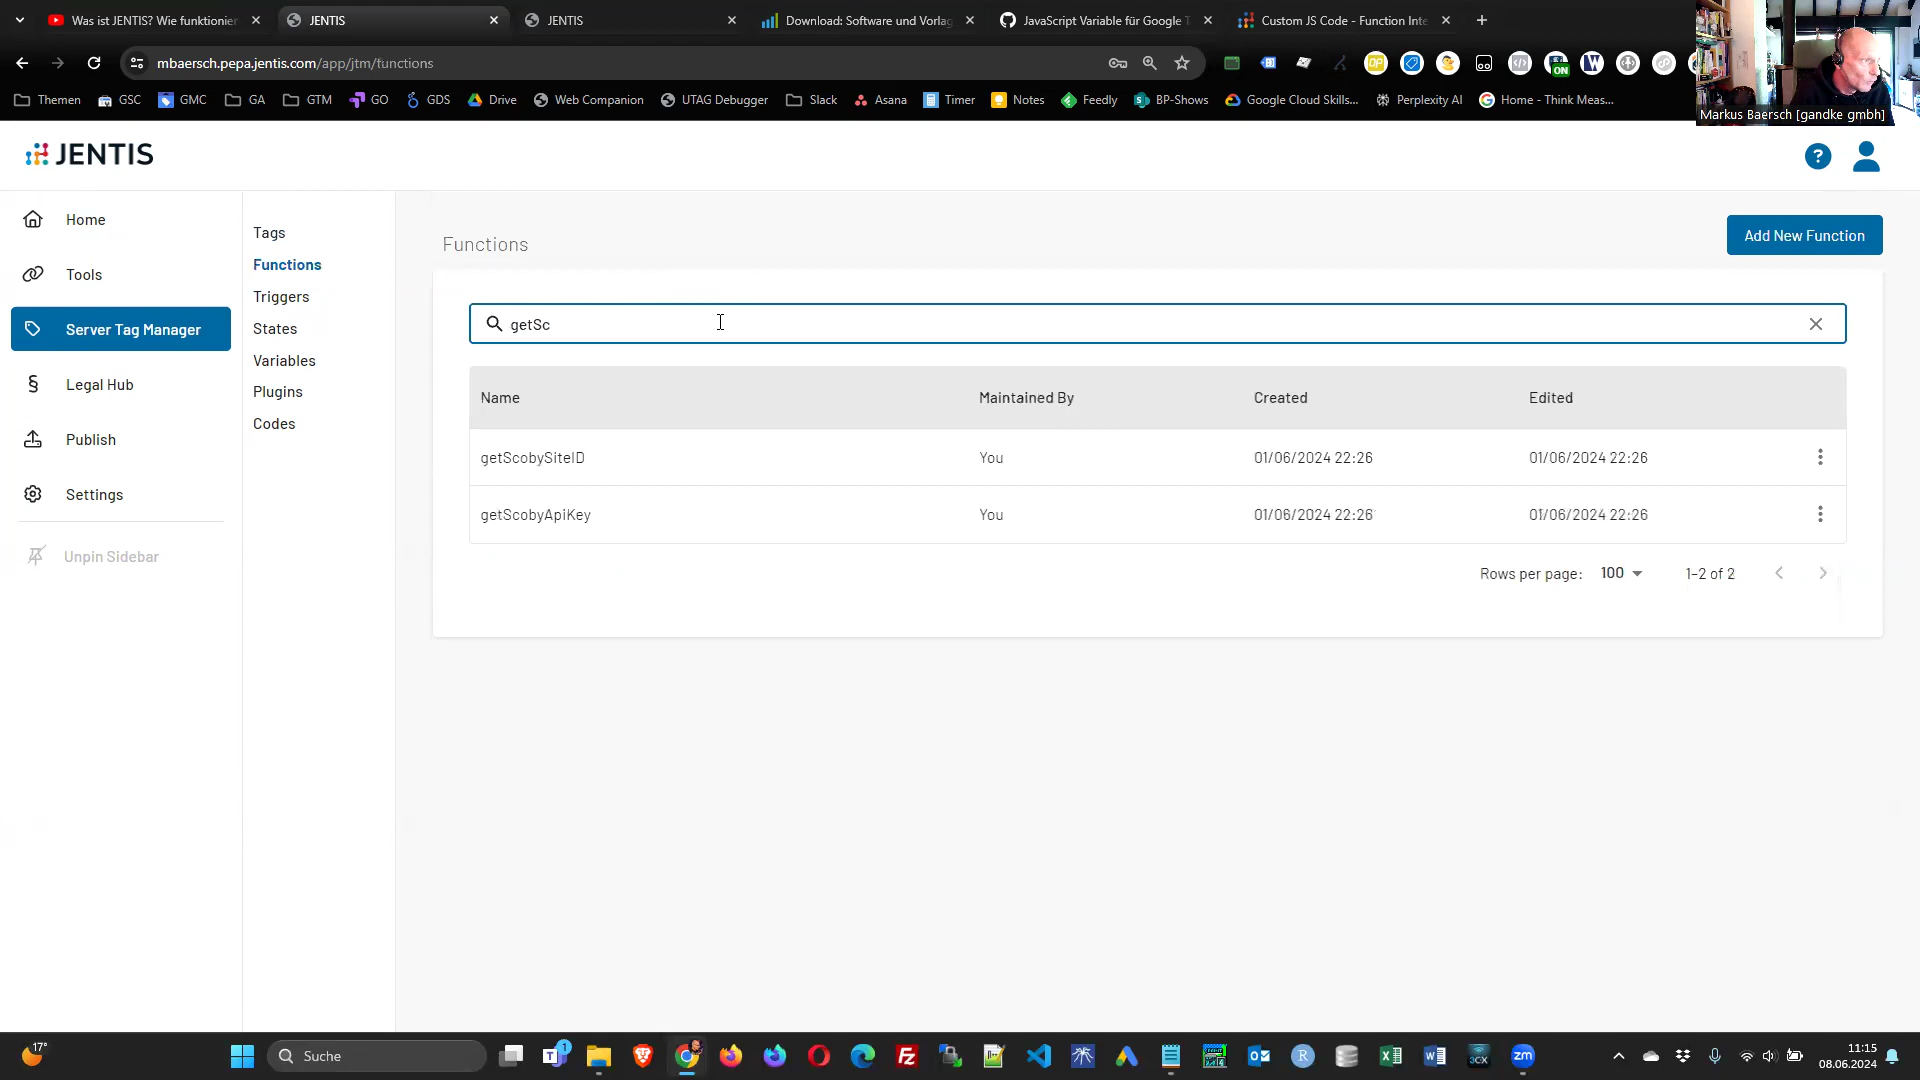 Was ist JENTIS? Wie funktionier
JENTIS
JENTIS
Download: Software und Vorlag
JavaScript Variable für Google T
Custom JS Code - Function Inte
mbaersch.pepa.jentis.com/app/jtm/functions
Themen
GSC
GMC
GA
GTM
GO
GDS
Drive
Web Companion
UTAG Debugger
Slack
Asana
Timer
Notes
Feedly
BP-Shows
Google Cloud Skills...
Perplexity AI
Home - Think Meas...
ON
Markus Baersch [gandke gmbh]
JENTIS
?
Home
Tools
Server Tag Manager
Legal Hub
Publish
Settings
Unpin Sidebar
Tags
Functions
Triggers
States
Variables
Plugins
Codes
Functions
Add New Function
getSc
Name Maintained By Created Edited
getScobySiteID You 01/06/2024 22:26 01/06/2024 22:26
getScobyApiKey You 01/06/2024 22:26 01/06/2024 22:26
Rows per page: 100 1-2 of 2
17°
Suche
1
11:15
08.06.2024